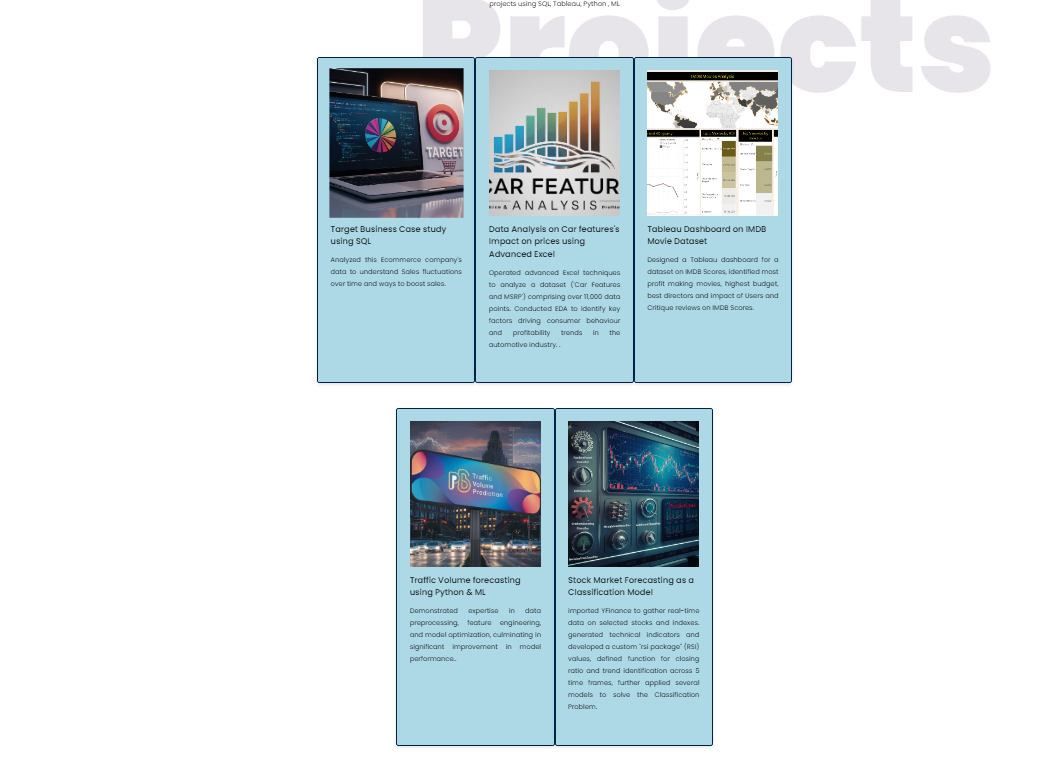 projects using SQL, Tableau, Python , ML
Projects
TARGET
CAR FEATUR
& ANALYSIS
IMDB Movies Analysis
Target Business Case study
using SQL
Analyzed this Ecommerce company's
data to understand Sales fluctuations
over time and ways to boost sales.
Data Analysis on Car features's
Impact on prices using
Advanced Excel
Operated advanced Excel techniques
to analyze a dataset ('Car Features
and MSRP') comprising over 11,000 data
points. Conducted EDA to identify key
factors driving consumer behaviour
and profitability trends in the
automotive industry. .
Tableau Dashboard on IMDB
Movie Dataset
Designed a Tableau dashboard for a
dataset on IMDB Scores, identified most
profit making movies, highest budget,
best directors and impact of Users and
Critique reviews on IMDB Scores.
Traffic
Volume
Prodiction
Traffic Volume forecasting
using Python & ML
Demonstrated expertise in data
preprocessing, feature engineering,
and model optimization, culminating in
significant improvement in model
performance..
Stock Market Forecasting as a
Classification Model
Imported YFinance to gather real-time
data on selected stocks and indexes.
generated technical indicators and
developed a custom "rsi package" (RSI)
values, defined function for closing
ratio and trend identification across 5
time frames, further applied several
models to solve the Classification
Problem.